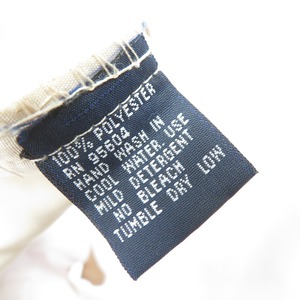 100% POLYESTER
RN 95604
HAND WASH IN
COOL WATER USE
MILD DETERGENT
NO BLEACH
TUMBLE DRY LOW